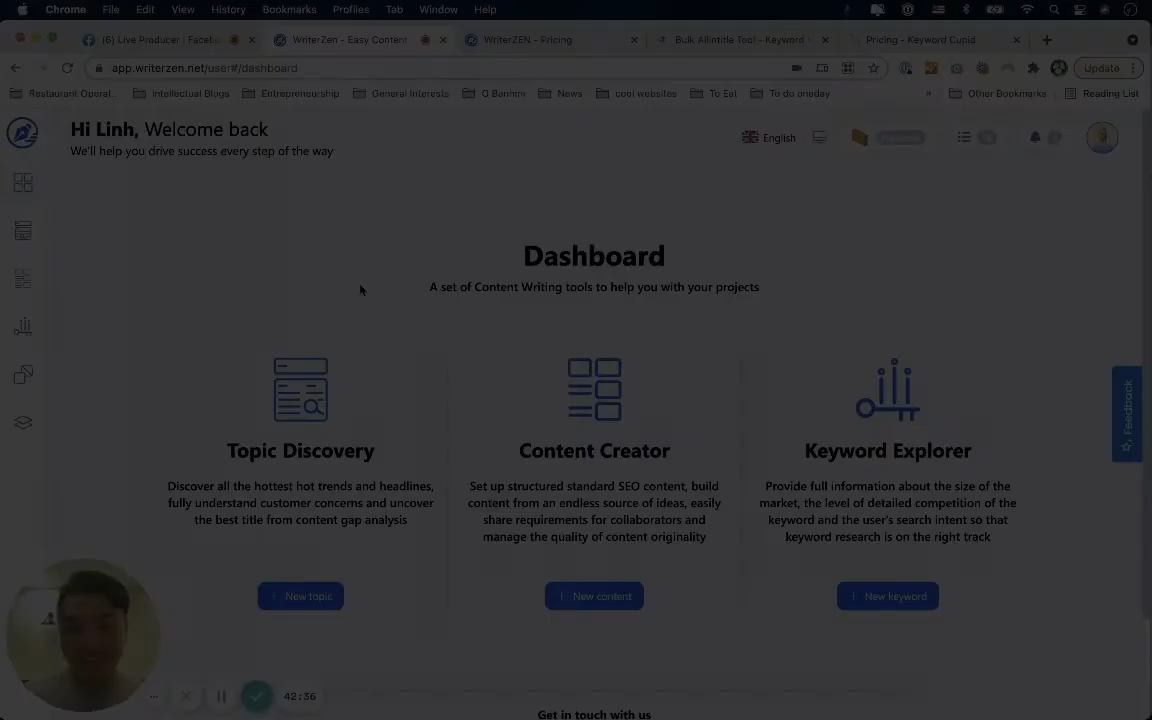 Chrome File Edit View History Bookmarks Profiles Tab Window Help
(6) Live Producer | Facebo
WriterZen - Easy Content
WriterZEN - Pricing
Bulk Allintitle Tool - Keyword
Pricing - Keyword Cupid
app.writerzen.net/user#/dashboard
Update
Restaurant Operat... Intellectual Blogs Entrepreneurship General Interests O Banhmi News cool websites To Eat To do oneday » Other Bookmarks Reading List
Hi Linh, Welcome back
We'll help you drive success every step of the way
English
Dashboard
A set of Content Writing tools to help you with your projects
Topic Discovery
Discover all the hottest hot trends and headlines,
fully understand customer concerns and uncover
the best title from content gap analysis
+ New topic
Content Creator
Set up structured standard SEO content, build
content from an endless source of ideas, easily
share requirements for collaborators and
manage the quality of content originality
+ New content
Keyword Explorer
Provide full information about the size of the
market, the level of detailed competition of the
keyword and the user's search intent so that
keyword research is on the right track
+ New keyword
Feedback
42:36
Get in touch with us